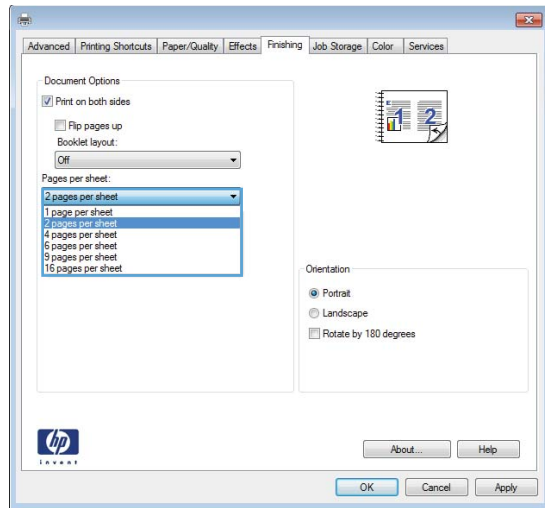 Advanced Printing Shortcuts Paper/Quality Effects Finishing Job Storage Color Services
Document Options
Print on both sides
Flip pages up
Booklet layout:
Off
Pages per sheet:
2 pages per sheet
1 page per sheet
2 pages per sheet
4 pages per sheet
6 pages per sheet
9 pages per sheet
16 pages per sheet
1 2
Orientation
Portrait
Landscape
Rotate by 180 degrees
hp
invent
About... Help
OK Cancel Apply